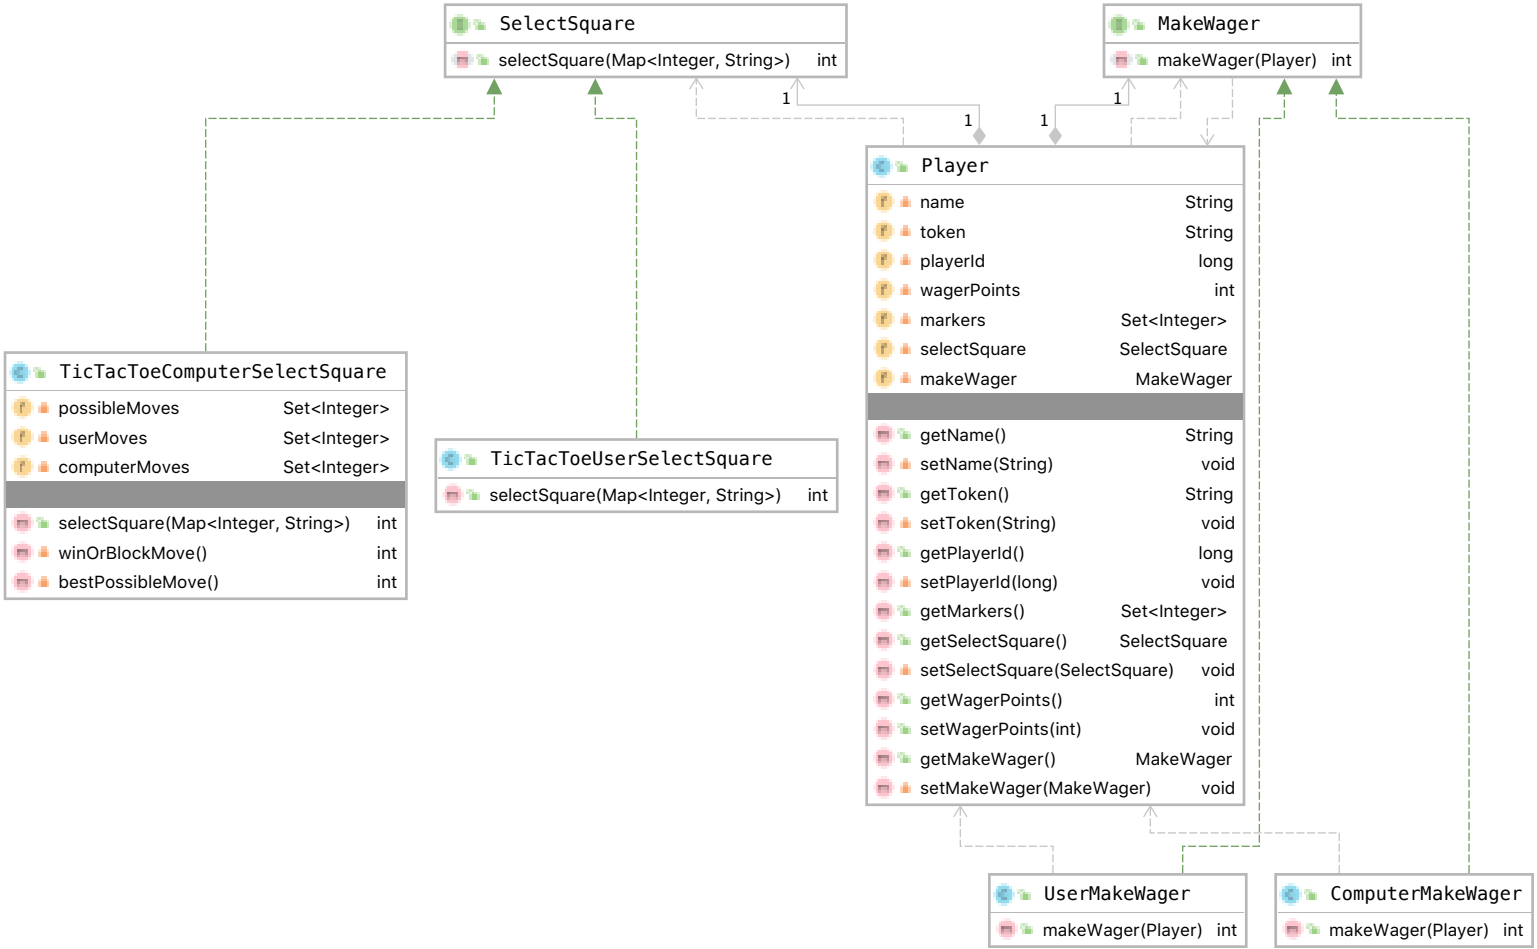 SelectSquare
selectSquare(Map<Integer, String>) int
MakeWager
makeWager(Player) int
1
1
1
1
Player
name String
token String
playerId long
wagerPoints int
markers Set<Integer>
selectSquare SelectSquare
makeWager MakeWager
getName() String
setName(String) void
getToken() String
setToken(String) void
getPlayerId() long
setPlayerId(long) void
getMarkers() Set<Integer>
getSelectSquare() SelectSquare
setSelectSquare(SelectSquare) void
getWagerPoints() int
setWagerPoints(int) void
getMakeWager() MakeWager
setMakeWager(MakeWager) void
TicTacToeComputerSelectSquare
possibleMoves Set<Integer>
userMoves Set<Integer>
computerMoves Set<Integer>
selectSquare(Map<Integer, String>) int
winOrBlockMove() int
bestPossibleMove() int
TicTacToeUserSelectSquare
selectSquare(Map<Integer, String>) int
UserMakeWager
makeWager(Player) int
ComputerMakeWager
makeWager(Player) int